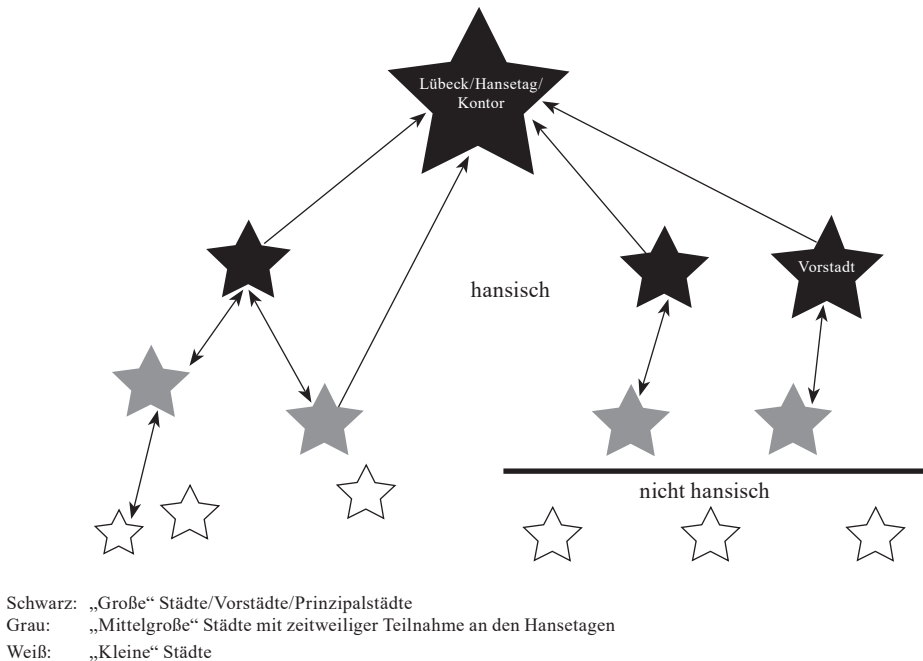 Lübeck/Hansetag/
Kontor
Vorstadt
hansisch
nicht hansisch
Schwarz: „Große“ Städte/Vorstädte/Prinzipalstädte
Grau: „Mittelgroße“ Städte mit zeitweiliger Teilnahme an den Hansetagen
Weiß: „Kleine“ Städte